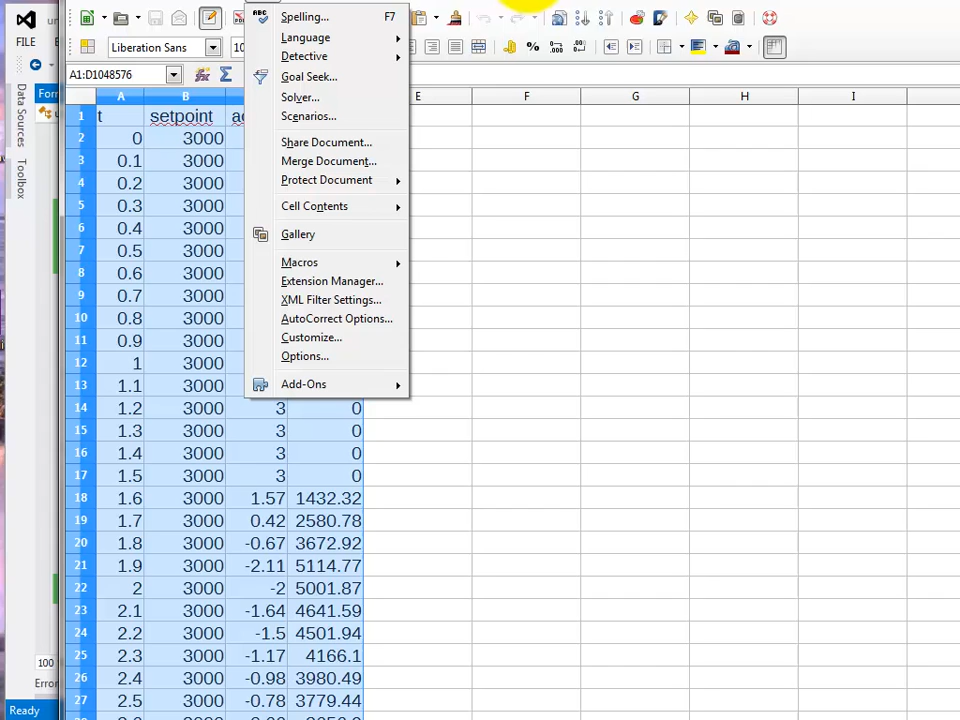 ABC Spelling... F7
FILE
Language
Liberation Sans 10
%
Detective
A1:D1048576
Goal Seek...
Solver...
Scenarios...
Share Document...
Merge Document...
Protect Document
Cell Contents
Gallery
Macros
Extension Manager...
XML Filter Settings...
AutoCorrect Options...
Customize...
Options...
Add-Ons
Data Sources
Toolbox
A B E F G H I
1 t setpoint
2 0 3000
3 0.1 3000
4 0.2 3000
5 0.3 3000
6 0.4 3000
7 0.5 3000
8 0.6 3000
9 0.7 3000
10 0.8 3000
11 0.9 3000
12 1 3000
13 1.1 3000
14 1.2 3000 3 0
15 1.3 3000 3 0
16 1.4 3000 3 0
17 1.5 3000 3 0
18 1.6 3000 1.57 1432.32
19 1.7 3000 0.42 2580.78
20 1.8 3000 -0.67 3672.92
21 1.9 3000 -2.11 5114.77
22 2 3000 -2 5001.87
23 2.1 3000 -1.64 4641.59
24 2.2 3000 -1.5 4501.94
25 2.3 3000 -1.17 4166.1
26 2.4 3000 -0.98 3980.49
27 2.5 3000 -0.78 3779.44
100
Ready